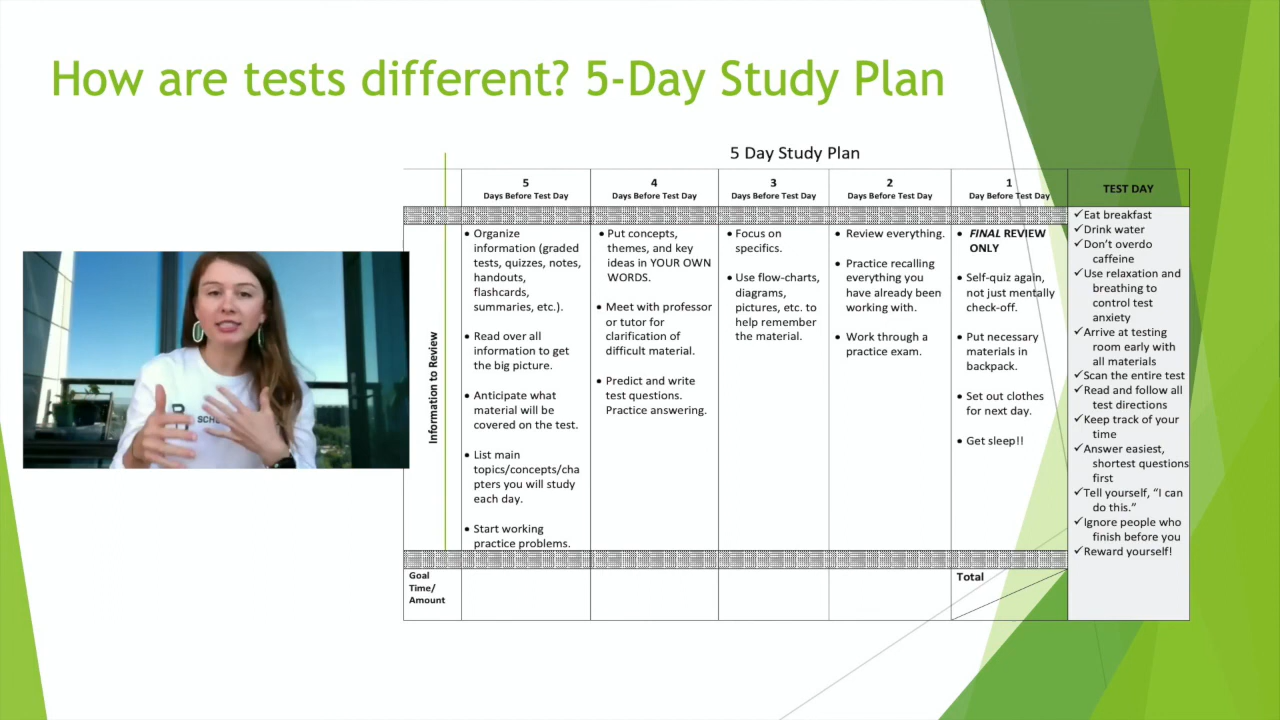 How are tests different? 5-Day Study Plan
5 Day Study Plan
5
Days Before Test Day
4
Days Before Test Day
3
Days Before Test Day
2
Days Before Test Day
1
Days Before Test Day
TEST DAY
Information to Review
• Organize
information (graded
tests, quizzes, notes,
handouts,
flashcards,
summaries, etc.).
• Read over all
information to get
the big picture.
• Anticipate what
material will be
covered on the test.
• List main
topics/concepts/cha
pters you will study
each day.
• Start working
practice problems.
• Put concepts,
themes, and key
ideas in YOUR OWN
WORDS.
• Meet with professor
or tutor for
clarification of
difficult material.
• Predict and write
test questions.
Practice answering.
• Focus on
specifics.
• Use flow-charts,
diagrams,
pictures, etc. to
help remember
the material.
• Review everything.
• Practice recalling
everything you
have already been
working with.
• Work through a
practice exam.
• FINAL REVIEW
ONLY
• Self-quiz again,
not just mentally
check-off.
• Put necessary
materials in
backpack.
• Set out clothes
for next day.
• Get sleep!!
✓Eat breakfast
✓Drink water
✓Don’t overdo
caffeine
✓Use relaxation and
breathing to
control test
anxiety
✓Arrive at testing
room early with
all materials
✓Scan the entire test
✓Read and follow all
test directions
✓Keep track of your
time
✓Answer easiest,
shortest questions
first
✓Tell yourself, “I can
do this.”
✓Ignore people who
finish before you
✓Reward yourself!
Goal
Time/
Amount
Total